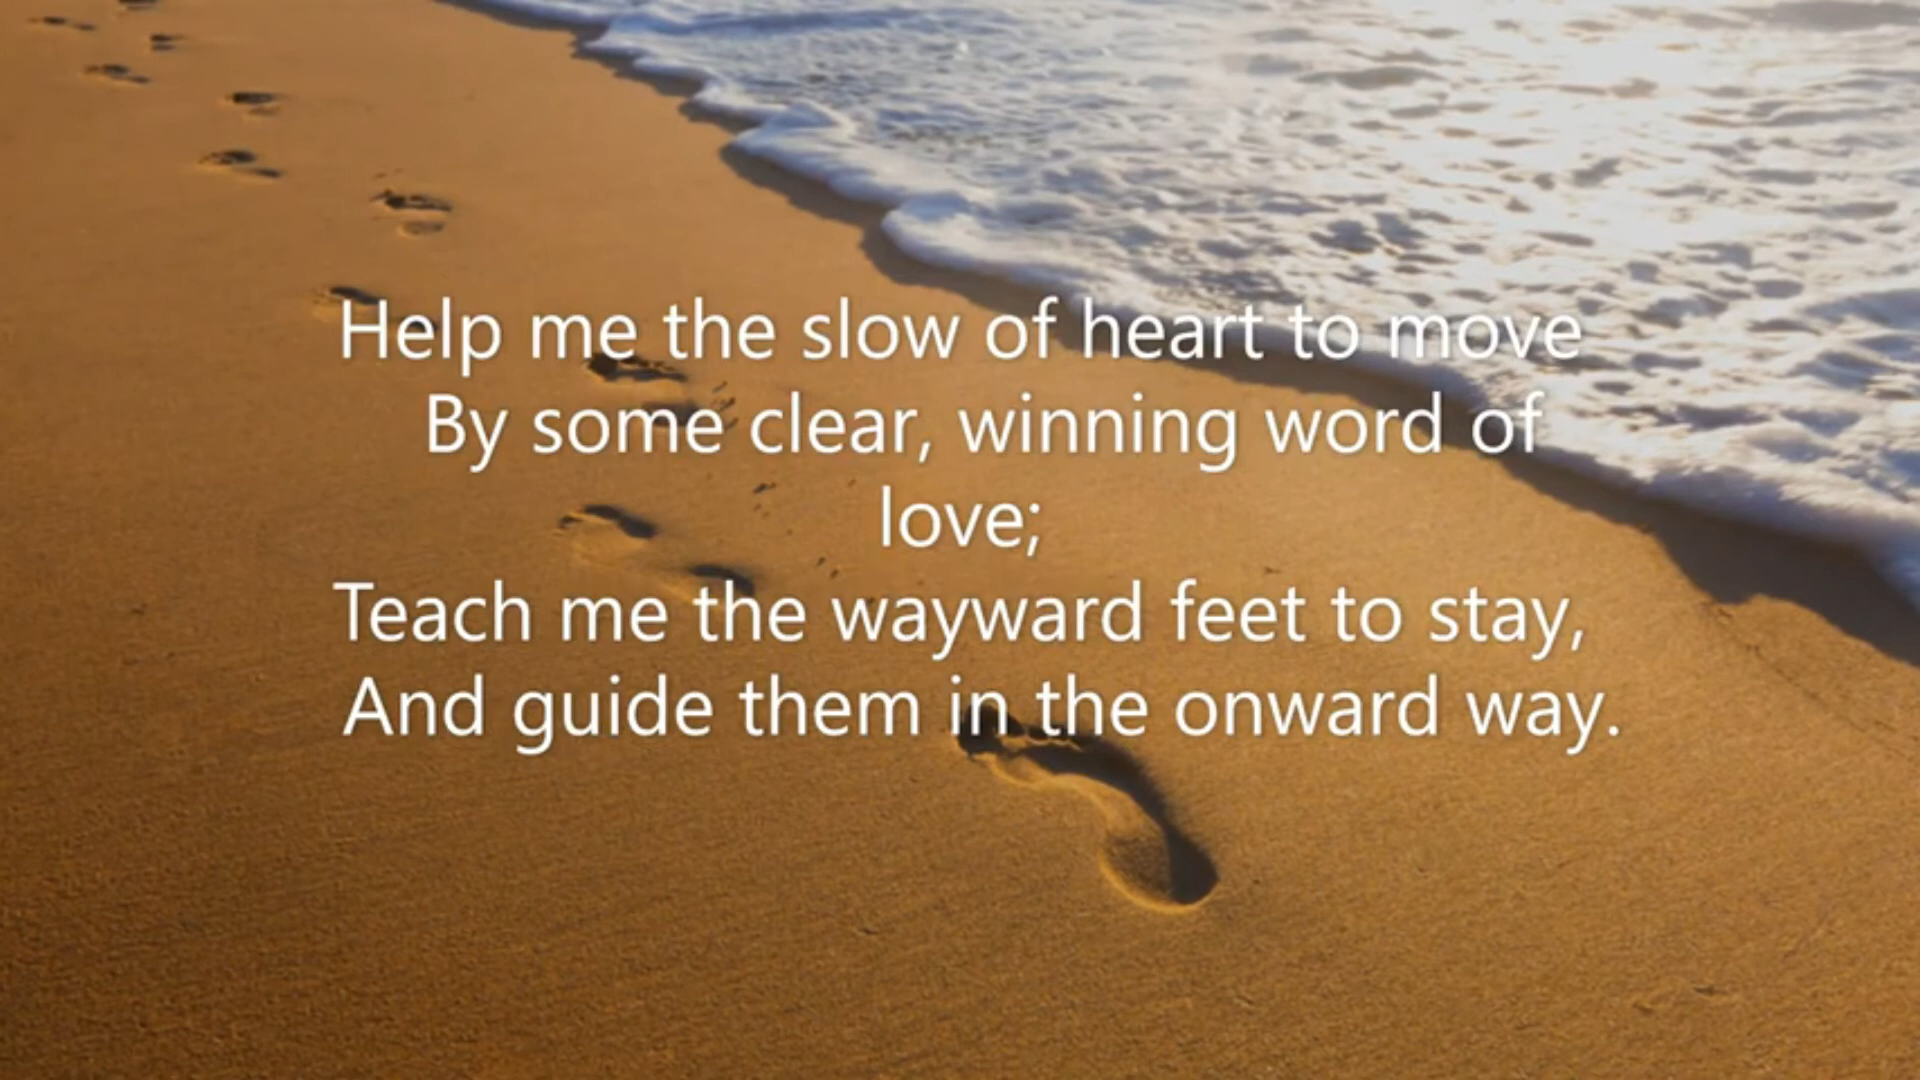 Help me the slow of heart to move
By some clear, winning word of
love;
Teach me the wayward feet to stay,
And guide them in the onward way.